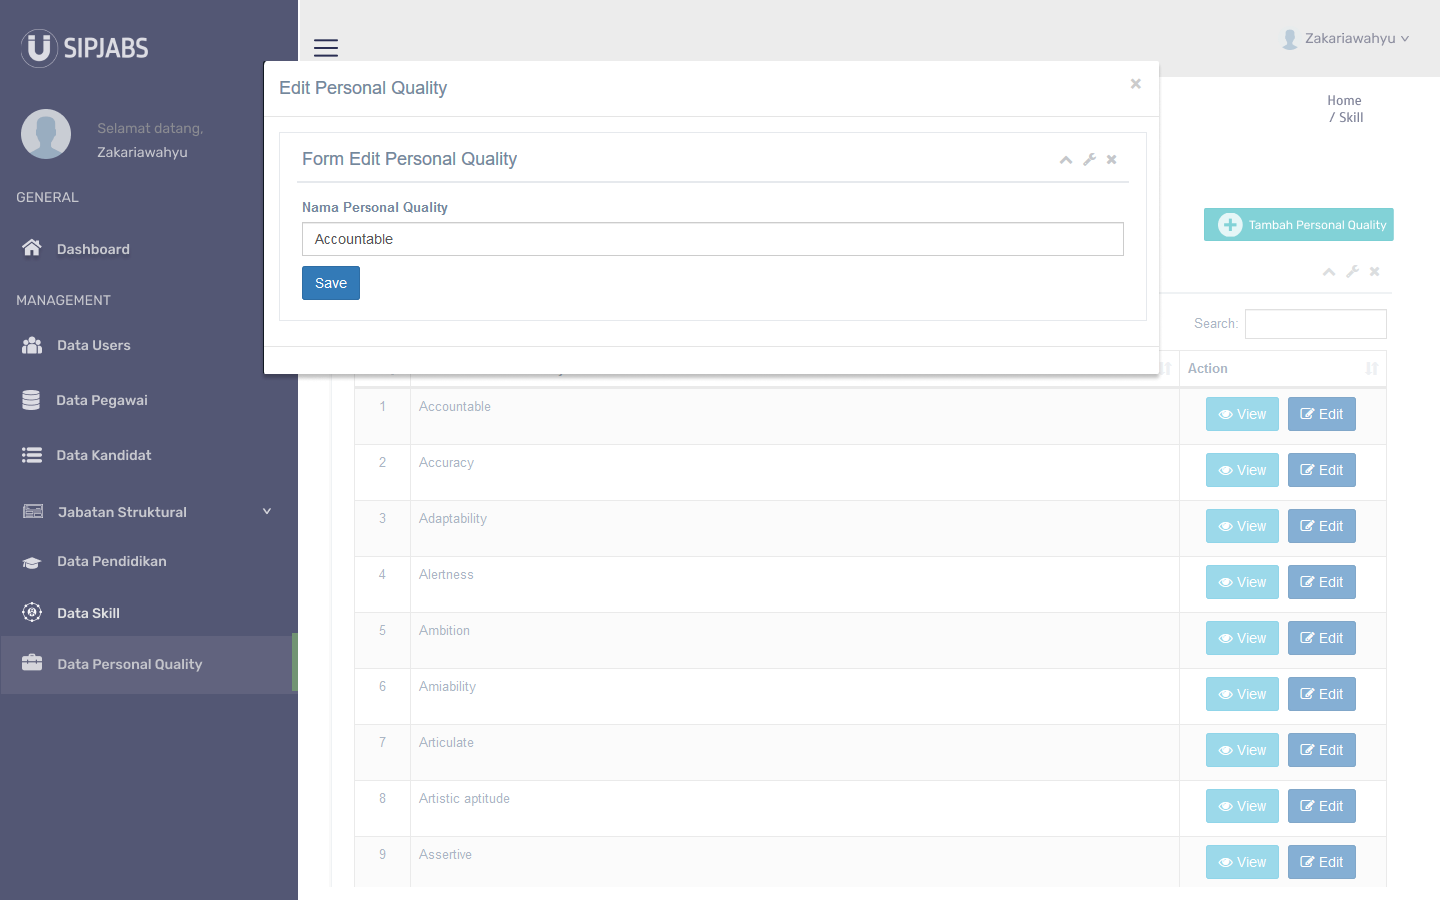 SIPJABS
Zakariawahyu
Selamat datang,
Zakariawahyu
GENERAL
Dashboard
MANAGEMENT
Data Users
Data Pegawai
Data Kandidat
Jabatan Struktural
Data Pendidikan
Data Skill
Data Personal Quality
Edit Personal Quality
Form Edit Personal Quality
Nama Personal Quality
Accountable
Save
Home
/ Skill
Tambah Personal Quality
Search:
Action
1 Accountable View Edit
2 Accuracy View Edit
3 Adaptability View Edit
4 Alertness View Edit
5 Ambition View Edit
6 Amiability View Edit
7 Articulate View Edit
8 Artistic aptitude View Edit
9 Assertive View Edit